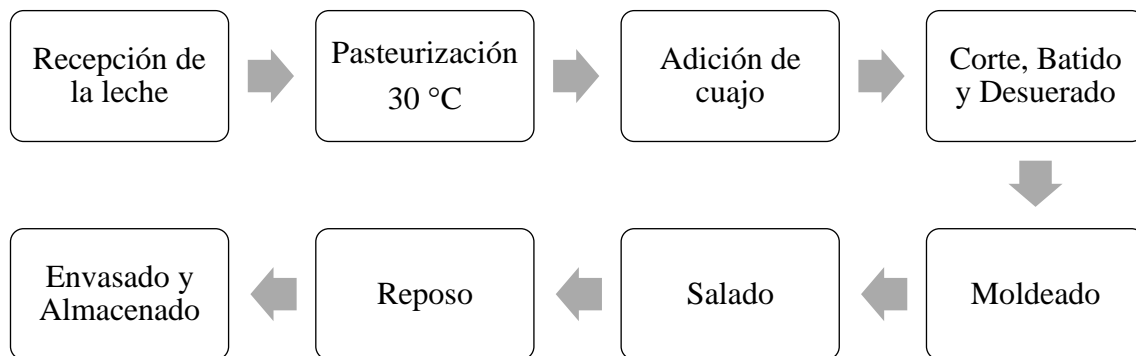 Recepción de
la leche
Pasteurización
30 °C
Adición de
cuajo
Corte, Batido
y Desuerado
Moldeado
Salado
Reposo
Envasado y
Almacenado